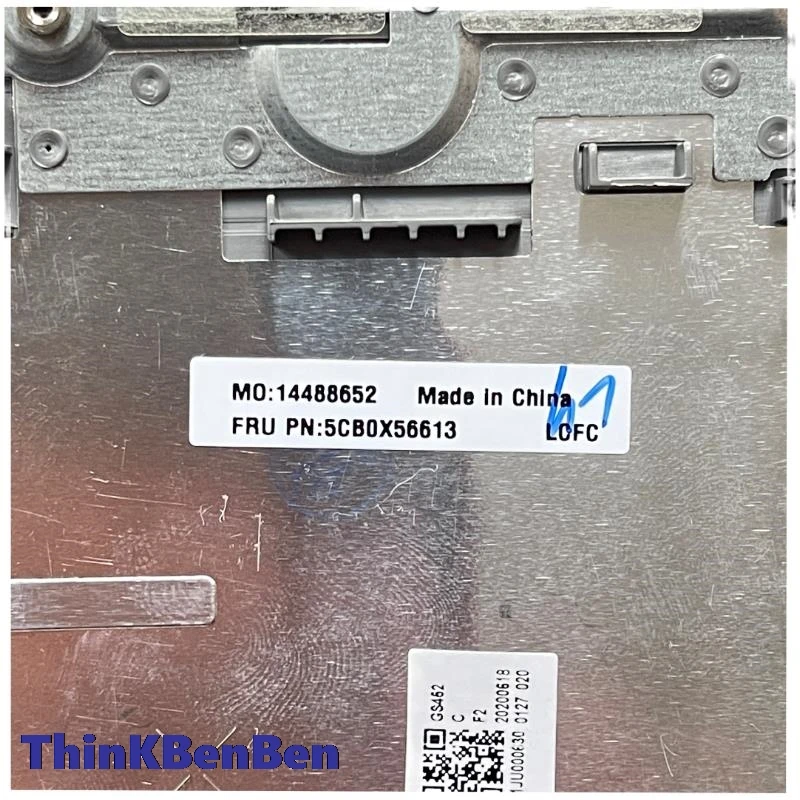 MO:14488652 Made in China
FRU PN:5CB0X56613 LCFC
GS462
C
F2
20200618
0127 020
ThinKBenBen